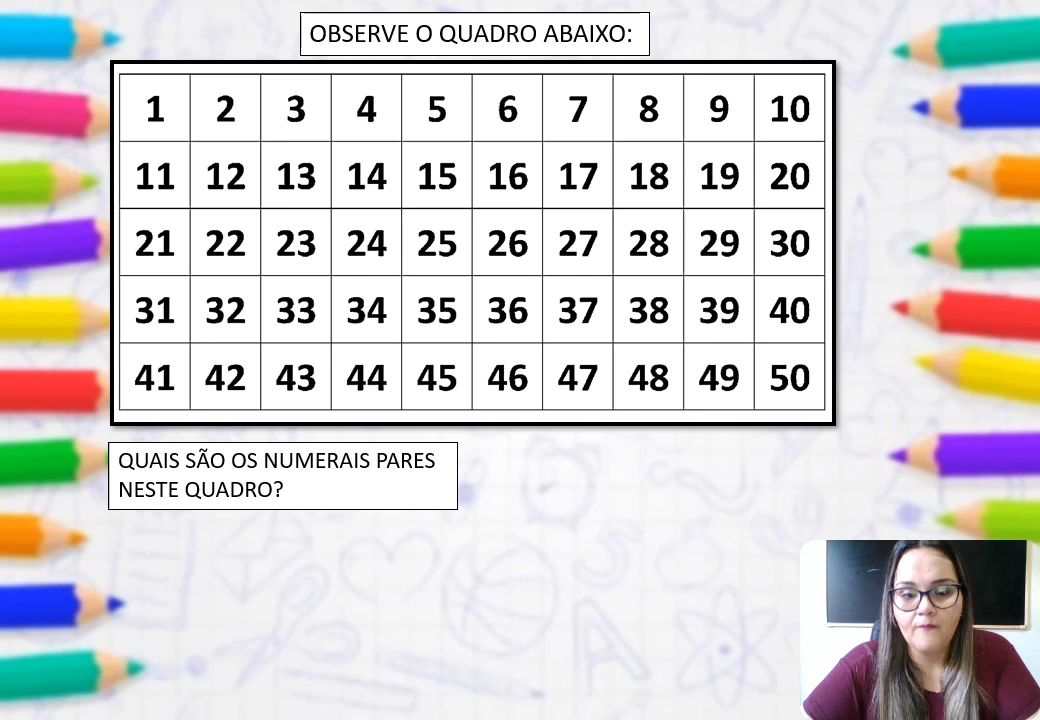 OBSERVE O QUADRO ABAIXO:
1 2 3 4 5 6 7 8 9 10
11 12 13 14 15 16 17 18 19 20
21 22 23 24 25 26 27 28 29 30
31 32 33 34 35 36 37 38 39 40
41 42 43 44 45 46 47 48 49 50
QUAIS SÃO OS NUMERAIS PARES
NESTE QUADRO?